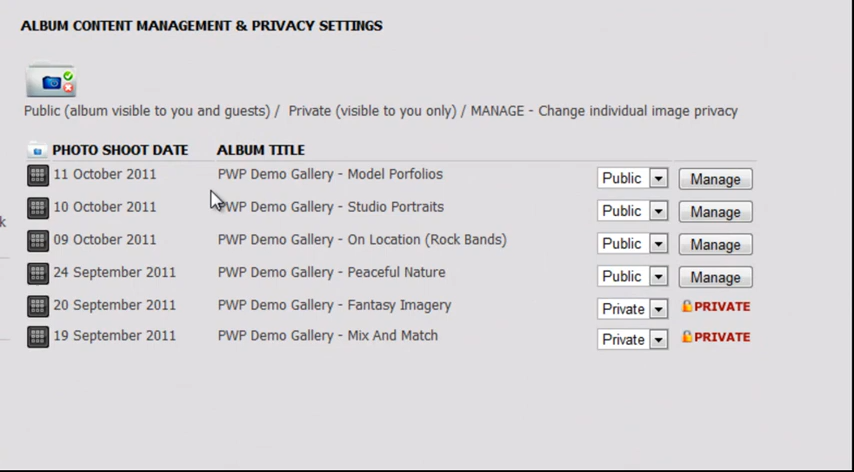 ALBUM CONTENT MANAGEMENT & PRIVACY SETTINGS
Public (album visible to you and guests) / Private (visible to you only) / MANAGE - Change individual image privacy
PHOTO SHOOT DATE ALBUM TITLE
11 October 2011 PWP Demo Gallery - Model Porfolios Public Manage
10 October 2011 PWP Demo Gallery - Studio Portraits Public Manage
k
09 October 2011 PWP Demo Gallery - On Location (Rock Bands) Public Manage
24 September 2011 PWP Demo Gallery - Peaceful Nature Public Manage
20 September 2011 PWP Demo Gallery - Fantasy Imagery Private PRIVATE
19 September 2011 PWP Demo Gallery - Mix And Match Private PRIVATE